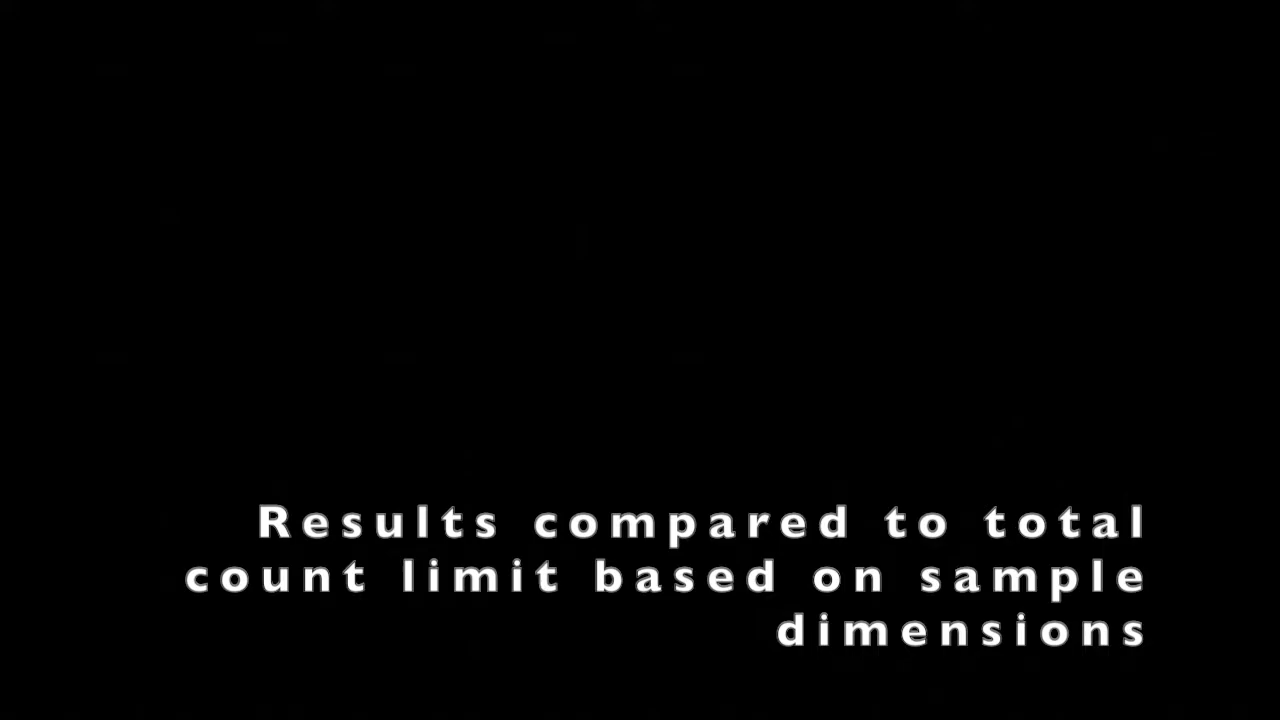 Results compared to total
count limit based on sample
dimensions